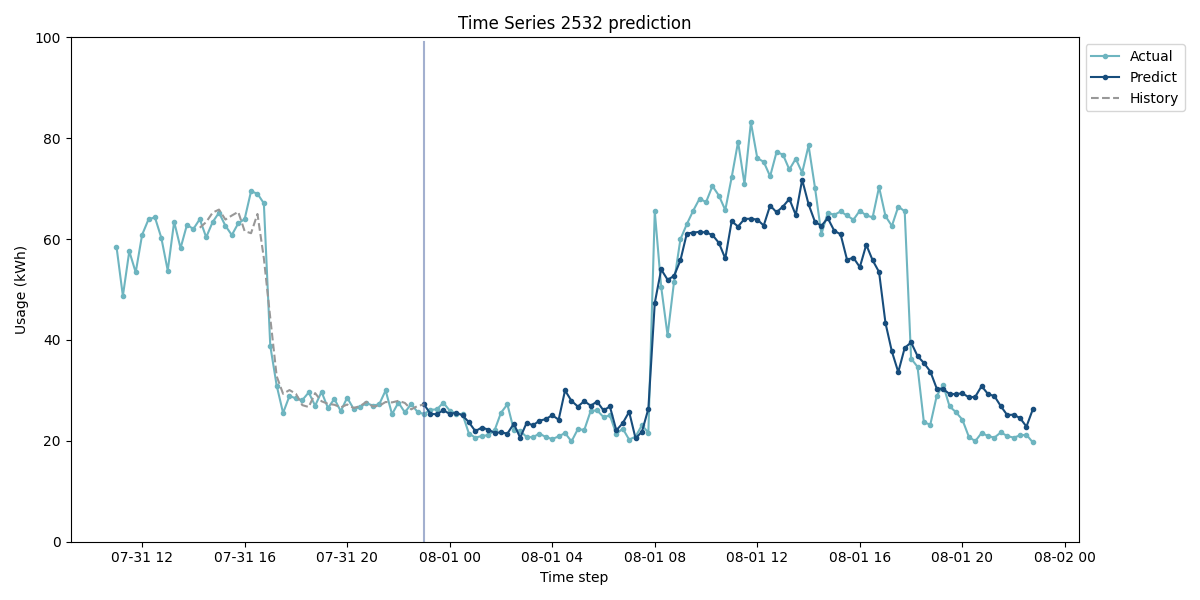 Time Series 2532 prediction
100
80
60
40
20
0
Usage (kWh)
07-31 12
07-31 16
07-31 20
08-01 00
08-01 04
08-01 08
08-01 12
08-01 16
08-01 20
08-02 00
Time step
Actual
Predict
History